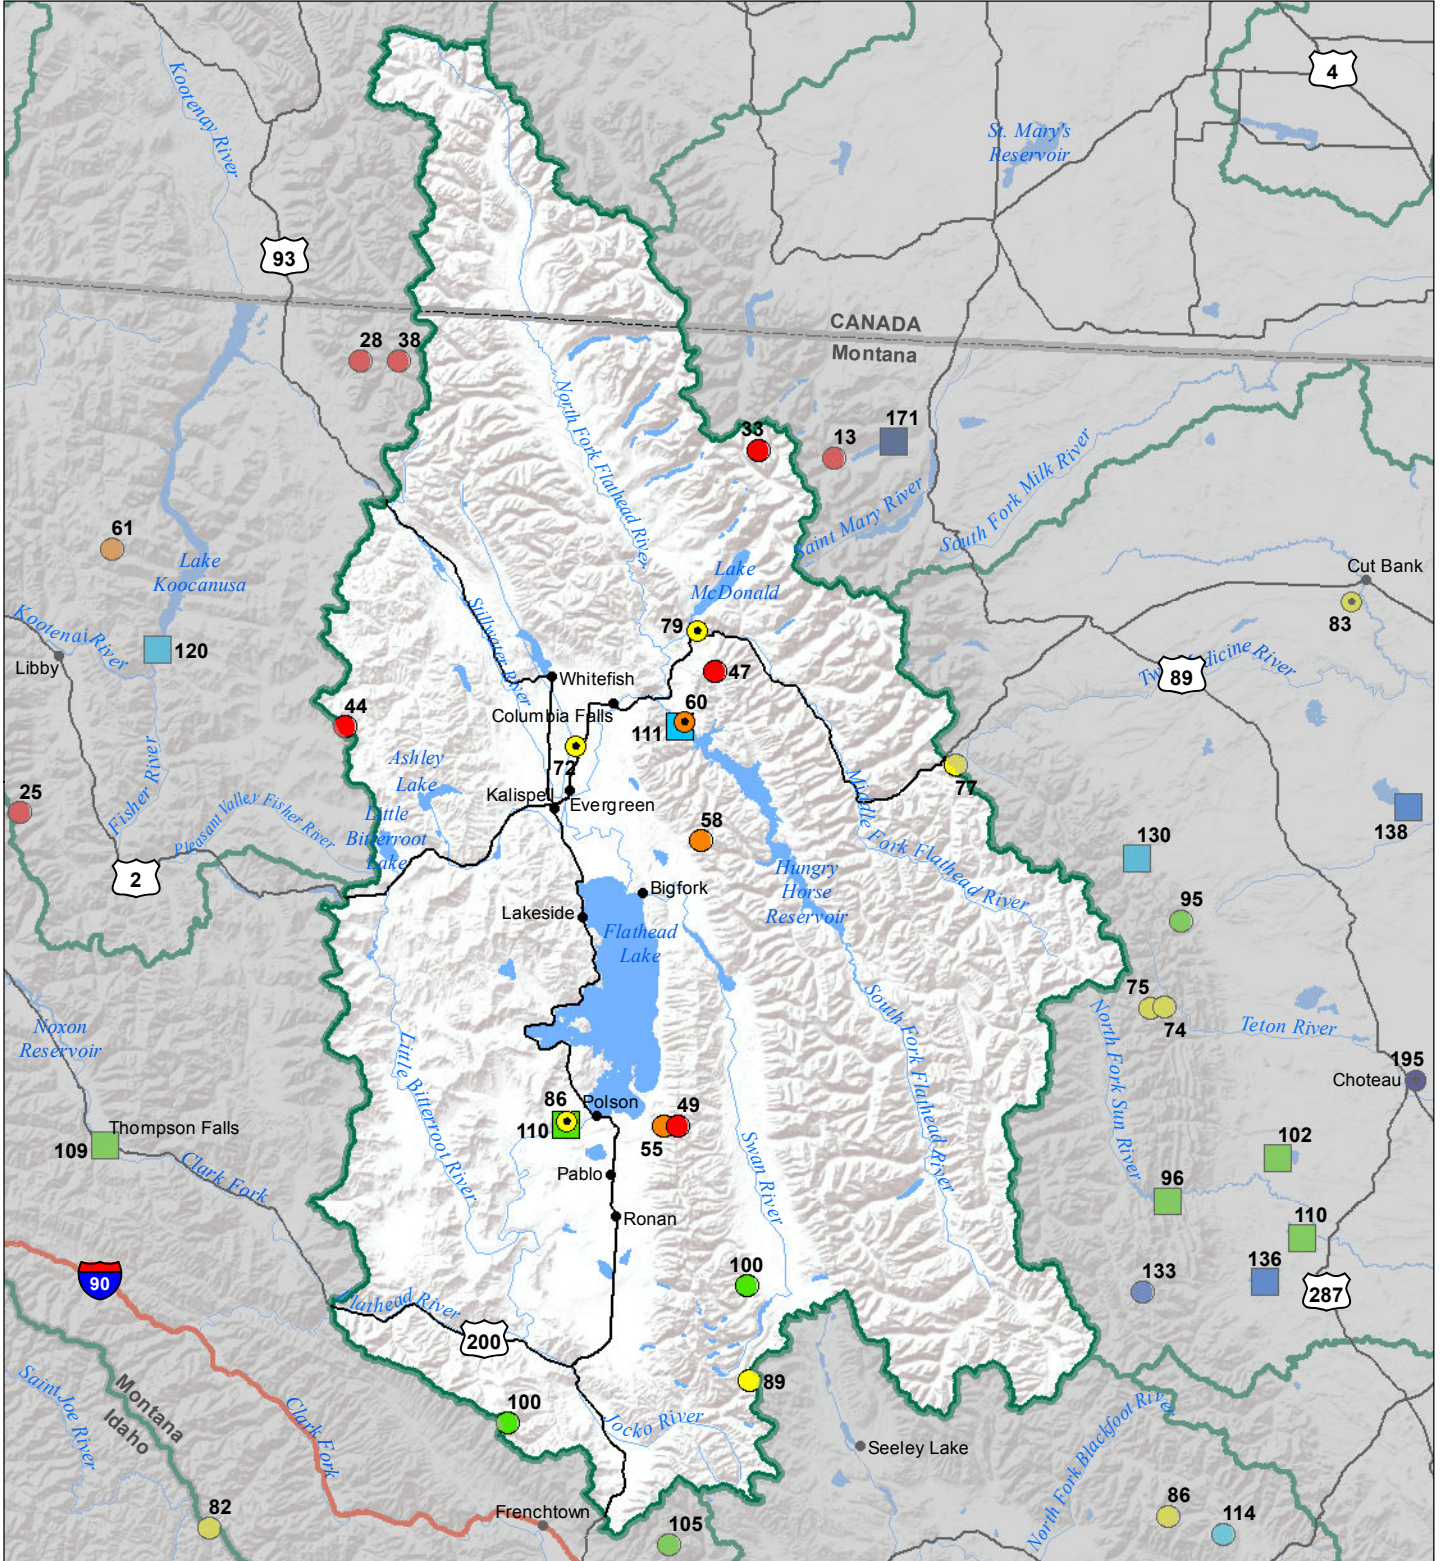 4
Kootenay River
St. Mary's
Reservoir
93
CANADA
Montana
28
38
33
13
171
North Fork Flathead River
Saint Mary River
South Fork Milk River
61
Lake
Koocanusa
Lake
McDonald
Cut Bank
83
Kootenai River
Libby
120
Stillwater River
79
47
Two Medicine River
89
Whitefish
Columbia Falls
60
111
44
72
Ashley
Lake
Fisher River
Pleasant Valley Fisher River
25
2
Little
Bitterroot
Lake
Kalispell
Evergreen
77
Middle Fork Flathead River
138
58
130
Hungry
Horse
Reservoir
Bigfork
95
Lakeside
Flathead
Lake
75
74
Noxon
Reservoir
Little Bitterroot River
South Fork Flathead River
North Fork Sun River
Teton River
195
Choteau
86
110
Polson
49
55
Thompson Falls
109
Clark Fork
Swan River
102
Pablo
96
Ronan
110
90
100
133
136
287
Flathead River
200
89
Saint Joe River
Montana
Idaho
Clark Fork
100
Jocko River
Seeley Lake
North Fork Blackfoot River
82
Frenchtown
105
86
114